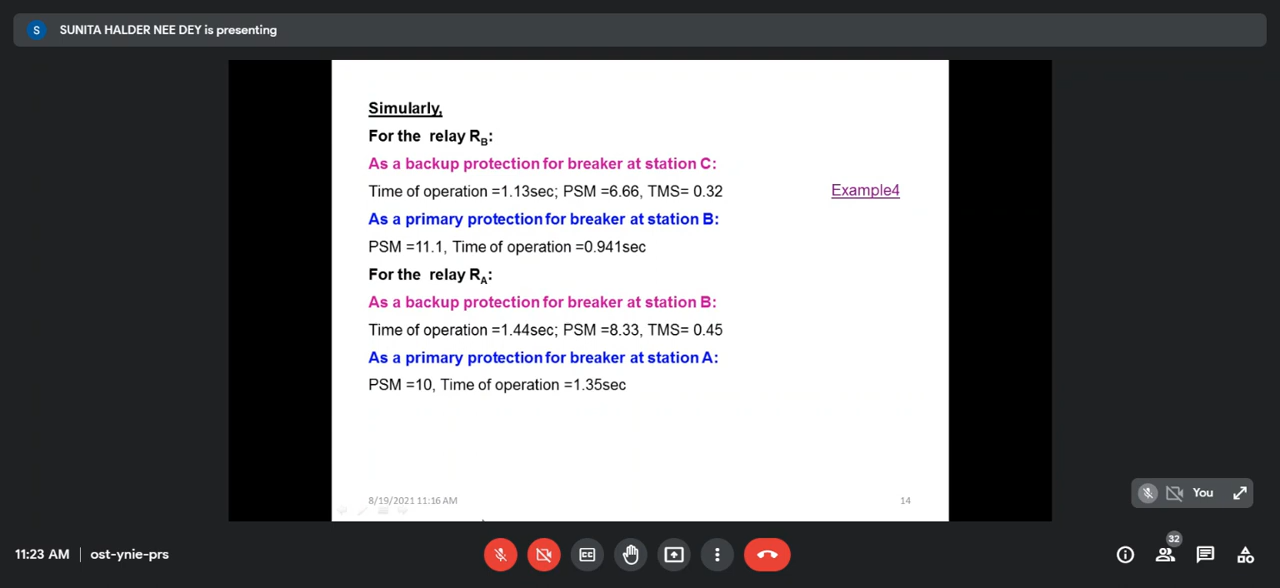 S SUNITA HALDER NEE DEY is presenting
Simularly,
For the relay RB:
As a backup protection for breaker at station C:
Time of operation =1.13sec; PSM =6.66, TMS= 0.32
Example4
As a primary protection for breaker at station B:
PSM =11.1, Time of operation =0.941sec
For the relay RA:
As a backup protection for breaker at station B:
Time of operation =1.44sec; PSM =8.33, TMS= 0.45
As a primary protection for breaker at station A:
PSM =10, Time of operation =1.35sec
You
8/19/2021 11:16 AM
14
11:23 AM | ost-ynie-prs
CC
32